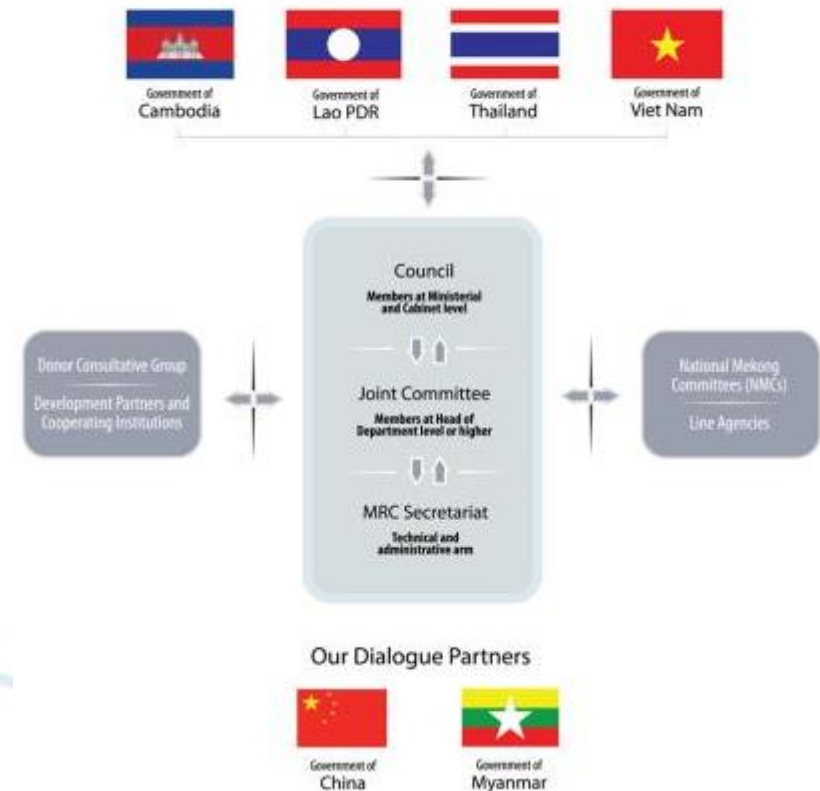 Government of
Cambodia
Government of
Lao PDR
Government of
Thailand
Government of
Viet Nam
Council
Members at Ministerial
and Cabinet level
Donor Consultative Group
Development Partners and
Cooperating Institutions
Joint Committee
Members at Head of
Department level or higher
National Mekong
Committees (NMCs)
Line Agencies
MRC Secretariat
Technical and
administrative arm
Our Dialogue Partners
Government of
China
Government of
Myanmar